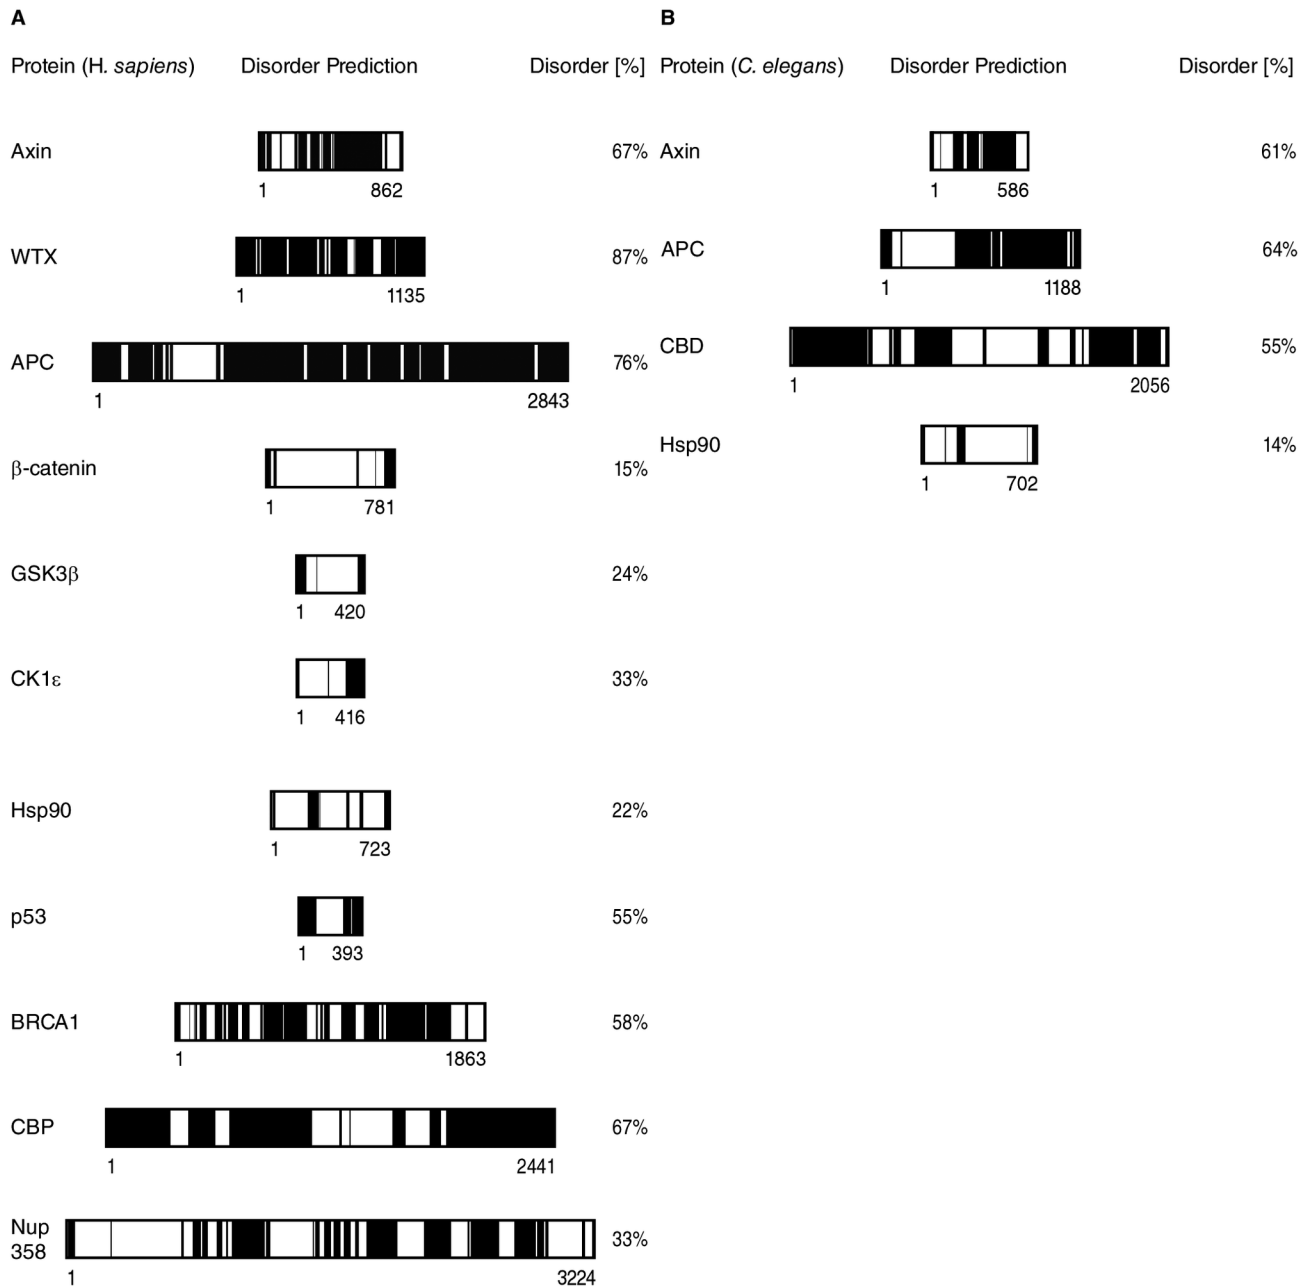 A
Protein (H. sapiens) Disorder Prediction Disorder [%]
Axin 67%
1 862
WTX 87%
1 1135
APC 76%
1 2843
β-catenin 15%
1 781
GSK3β 24%
1 420
CK1ε 33%
1 416
Hsp90 22%
1 723
p53 55%
1 393
BRCA1 58%
1 1863
CBP 67%
1 2441
Nup
358 33%
1 3224
B
Protein (C. elegans) Disorder Prediction Disorder [%]
Axin 61%
1 586
APC 64%
1 1188
CBD 55%
1 2056
Hsp90 14%
1 702